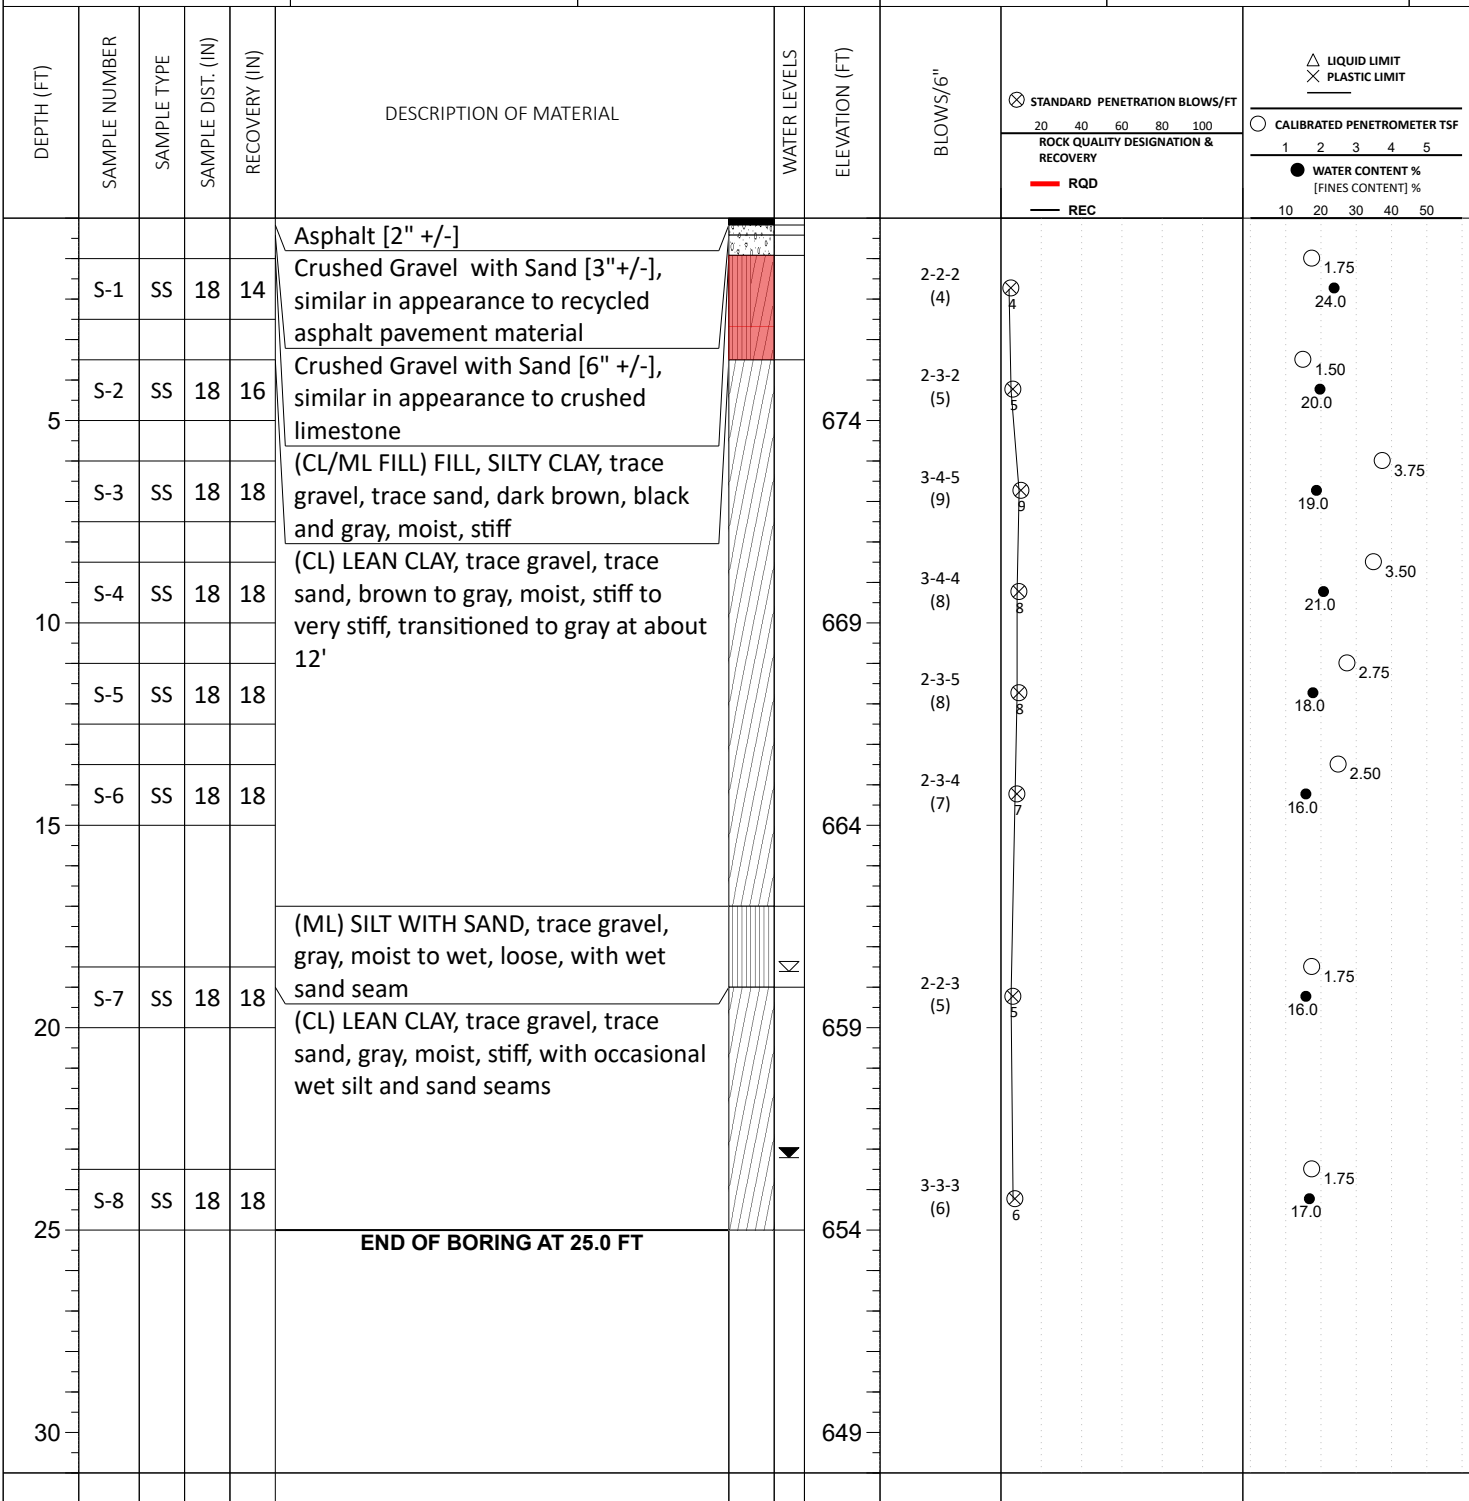 DEPTH (FT)
SAMPLE NUMBER
SAMPLE TYPE
SAMPLE DIST. (IN)
RECOVERY (IN)
DESCRIPTION OF MATERIAL
WATER LEVELS
ELEVATION (FT)
BLOWS/6"
STANDARD PENETRATION BLOWS/FT
20 40 60 80 100
ROCK QUALITY DESIGNATION &
RECOVERY
RQD
REC
LIQUID LIMIT
PLASTIC LIMIT
CALIBRATED PENETROMETER TSF
1 2 3 4 5
WATER CONTENT %
[FINES CONTENT] %
10 20 30 40 50
Asphalt [2" +/-]
Crushed Gravel with Sand [3"+/-],
similar in appearance to recycled
asphalt pavement material
Crushed Gravel with Sand [6" +/-],
similar in appearance to crushed
limestone
(CL/ML FILL) FILL, SILTY CLAY, trace
gravel, trace sand, dark brown, black
and gray, moist, stiff
(CL) LEAN CLAY, trace gravel, trace
sand, brown to gray, moist, stiff to
very stiff, transitioned to gray at about
12'
(ML) SILT WITH SAND, trace gravel,
gray, moist to wet, loose, with wet
sand seam
(CL) LEAN CLAY, trace gravel, trace
sand, gray, moist, stiff, with occasional
wet silt and sand seams
END OF BORING AT 25.0 FT
S-1 SS 18 14
2-2-2
(4)
4
1.75
24.0
S-2 SS 18 16
2-3-2
(5)
5
1.50
20.0
5
674
S-3 SS 18 18
3-4-5
(9)
9
3.75
19.0
S-4 SS 18 18
3-4-4
(8)
8
3.50
21.0
10
669
S-5 SS 18 18
2-3-5
(8)
8
2.75
18.0
S-6 SS 18 18
2-3-4
(7)
7
2.50
16.0
15
664
S-7 SS 18 18
2-2-3
(5)
5
1.75
16.0
20
659
S-8 SS 18 18
3-3-3
(6)
6
1.75
17.0
25
654
30
649